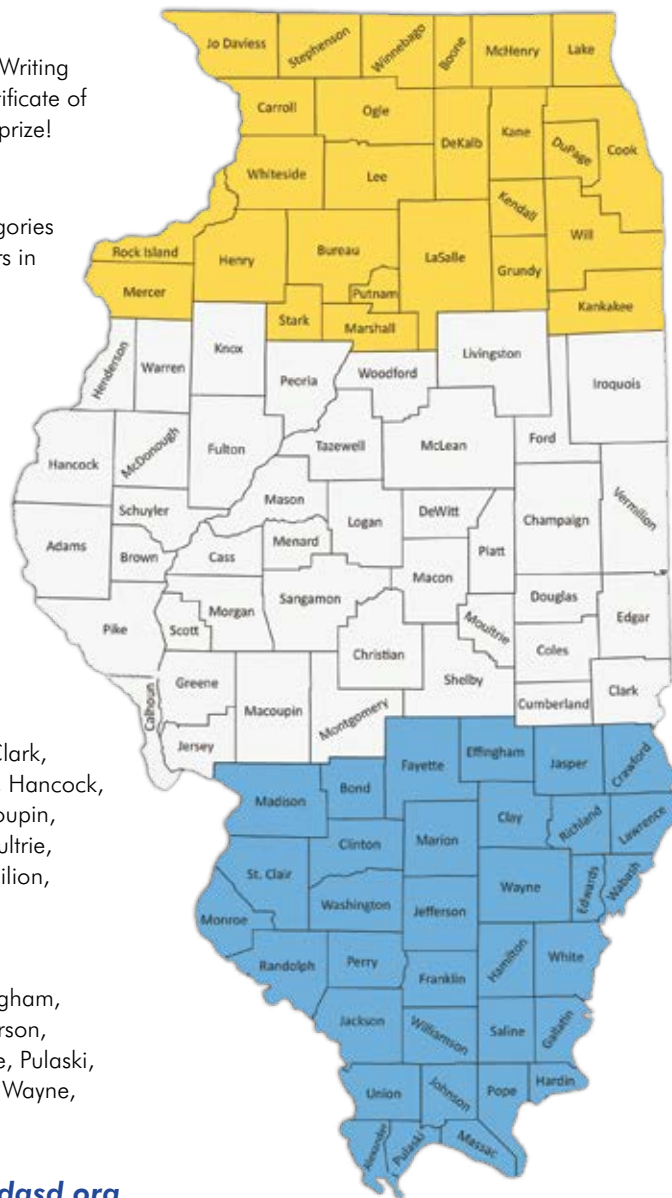 Writing
tificate of
prize!
gories
rs in
Clark,
, Hancock,
oupin,
ultrie,
nilion,
gham,
rson,
e, Pulaski,
Wayne,
dasd.org
Jo Daviess
Stephenson
Winnebago
Boone
McHenry
Lake
Carroll
Ogle
DeKalb
Kane
DuPage
Cook
Whiteside
Lee
Kendall
Will
Rock Island
Henry
Bureau
LaSalle
Grundy
Mercer
Putnam
Kankakee
Stark
Marshall
Henderson
Warren
Knox
Peoria
Woodford
Livingston
Iroquois
Hancock
McDonough
Fulton
Tazewell
McLean
Ford
Schuyler
Mason
Logan
DeWitt
Champaign
Vermilion
Adams
Brown
Cass
Menard
Piatt
Macon
Pike
Scott
Morgan
Sangamon
Christian
Moultrie
Douglas
Edgar
Coles
Shelby
Cumberland
Clark
Calhoun
Greene
Macoupin
Montgomery
Jersey
Fayette
Effingham
Jasper
Crawford
Madison
Bond
Clinton
Marion
Clay
Richland
Lawrence
St. Clair
Washington
Wayne
Edwards
Wabash
Monroe
Jefferson
Randolph
Perry
Franklin
Hamilton
White
Jackson
Williamson
Saline
Gallatin
Union
Johnson
Pope
Hardin
Alexander
Pulaski
Massac